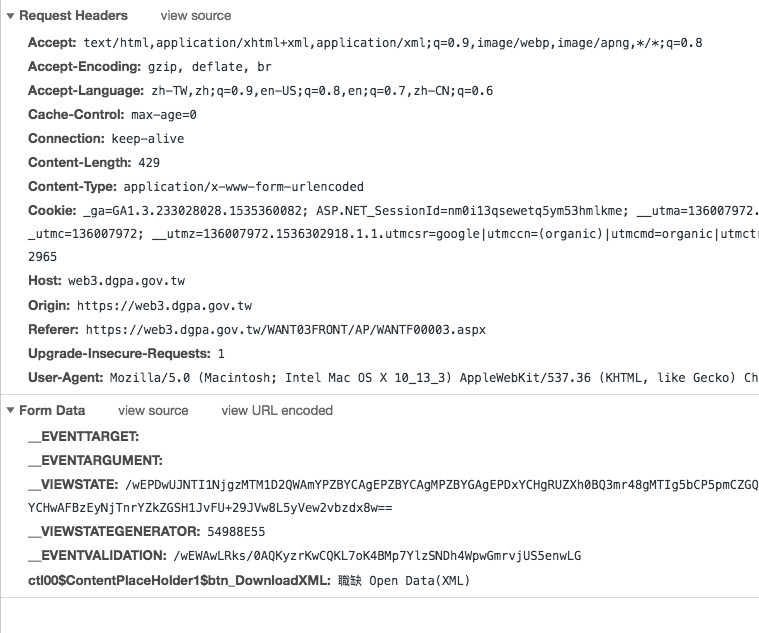 Request Headers view source
Accept: text/html,application/xhtml+xml,application/xml;q=0.9,image/webp,image/apng,*/*;q=0.8
Accept-Encoding: gzip, deflate, br
Accept-Language: zh-TW,zh;q=0.9,en-US;q=0.8,en;q=0.7,zh-CN;q=0.6
Cache-Control: max-age=0
Connection: keep-alive
Content-Length: 429
Content-Type: application/x-www-form-urlencoded
Cookie: _ga=GA1.3.233028028.1535360082; ASP.NET_SessionId=nm0i13qsewetq5ym53hmlkme; __utma=136007972.
_utmc=136007972; __utmz=136007972.1536302918.1.1.utmcsr=google|utmccn=(organic)|utmcmd=organic|utmct
2965
Host: web3.dgpa.gov.tw
Origin: https://web3.dgpa.gov.tw
Referer: https://web3.dgpa.gov.tw/WANT03FRONT/AP/WANTF00003.aspx
Upgrade-Insecure-Requests: 1
User-Agent: Mozilla/5.0 (Macintosh; Intel Mac OS X 10_13_3) AppleWebKit/537.36 (KHTML, like Gecko) Ch
Form Data view source view URL encoded
__EVENTTARGET:
__EVENTARGUMENT:
__VIEWSTATE: /wEPDwUJNTI1NjgzMTM1D2QWAmYPZBYCAgEPZBYCAgMPZBYGAgEPDxYCHgRUZXh0BQ3mr48gMTIg5bCP5pmCZGQ
YCHwAFBzEyNjTnrYZkZGSH1JvFU+29JVw8L5yVew2vbzdx8w==
__VIEWSTATEGENERATOR: 54988E55
__EVENTVALIDATION: /wEWAwLRks/0AQKyzrKwCQKL7oK4BMp7YlzSNDh4WpwGmrvjUS5enwLG
ctl00$ContentPlaceHolder1$btn_DownloadXML: 職缺 Open Data(XML)